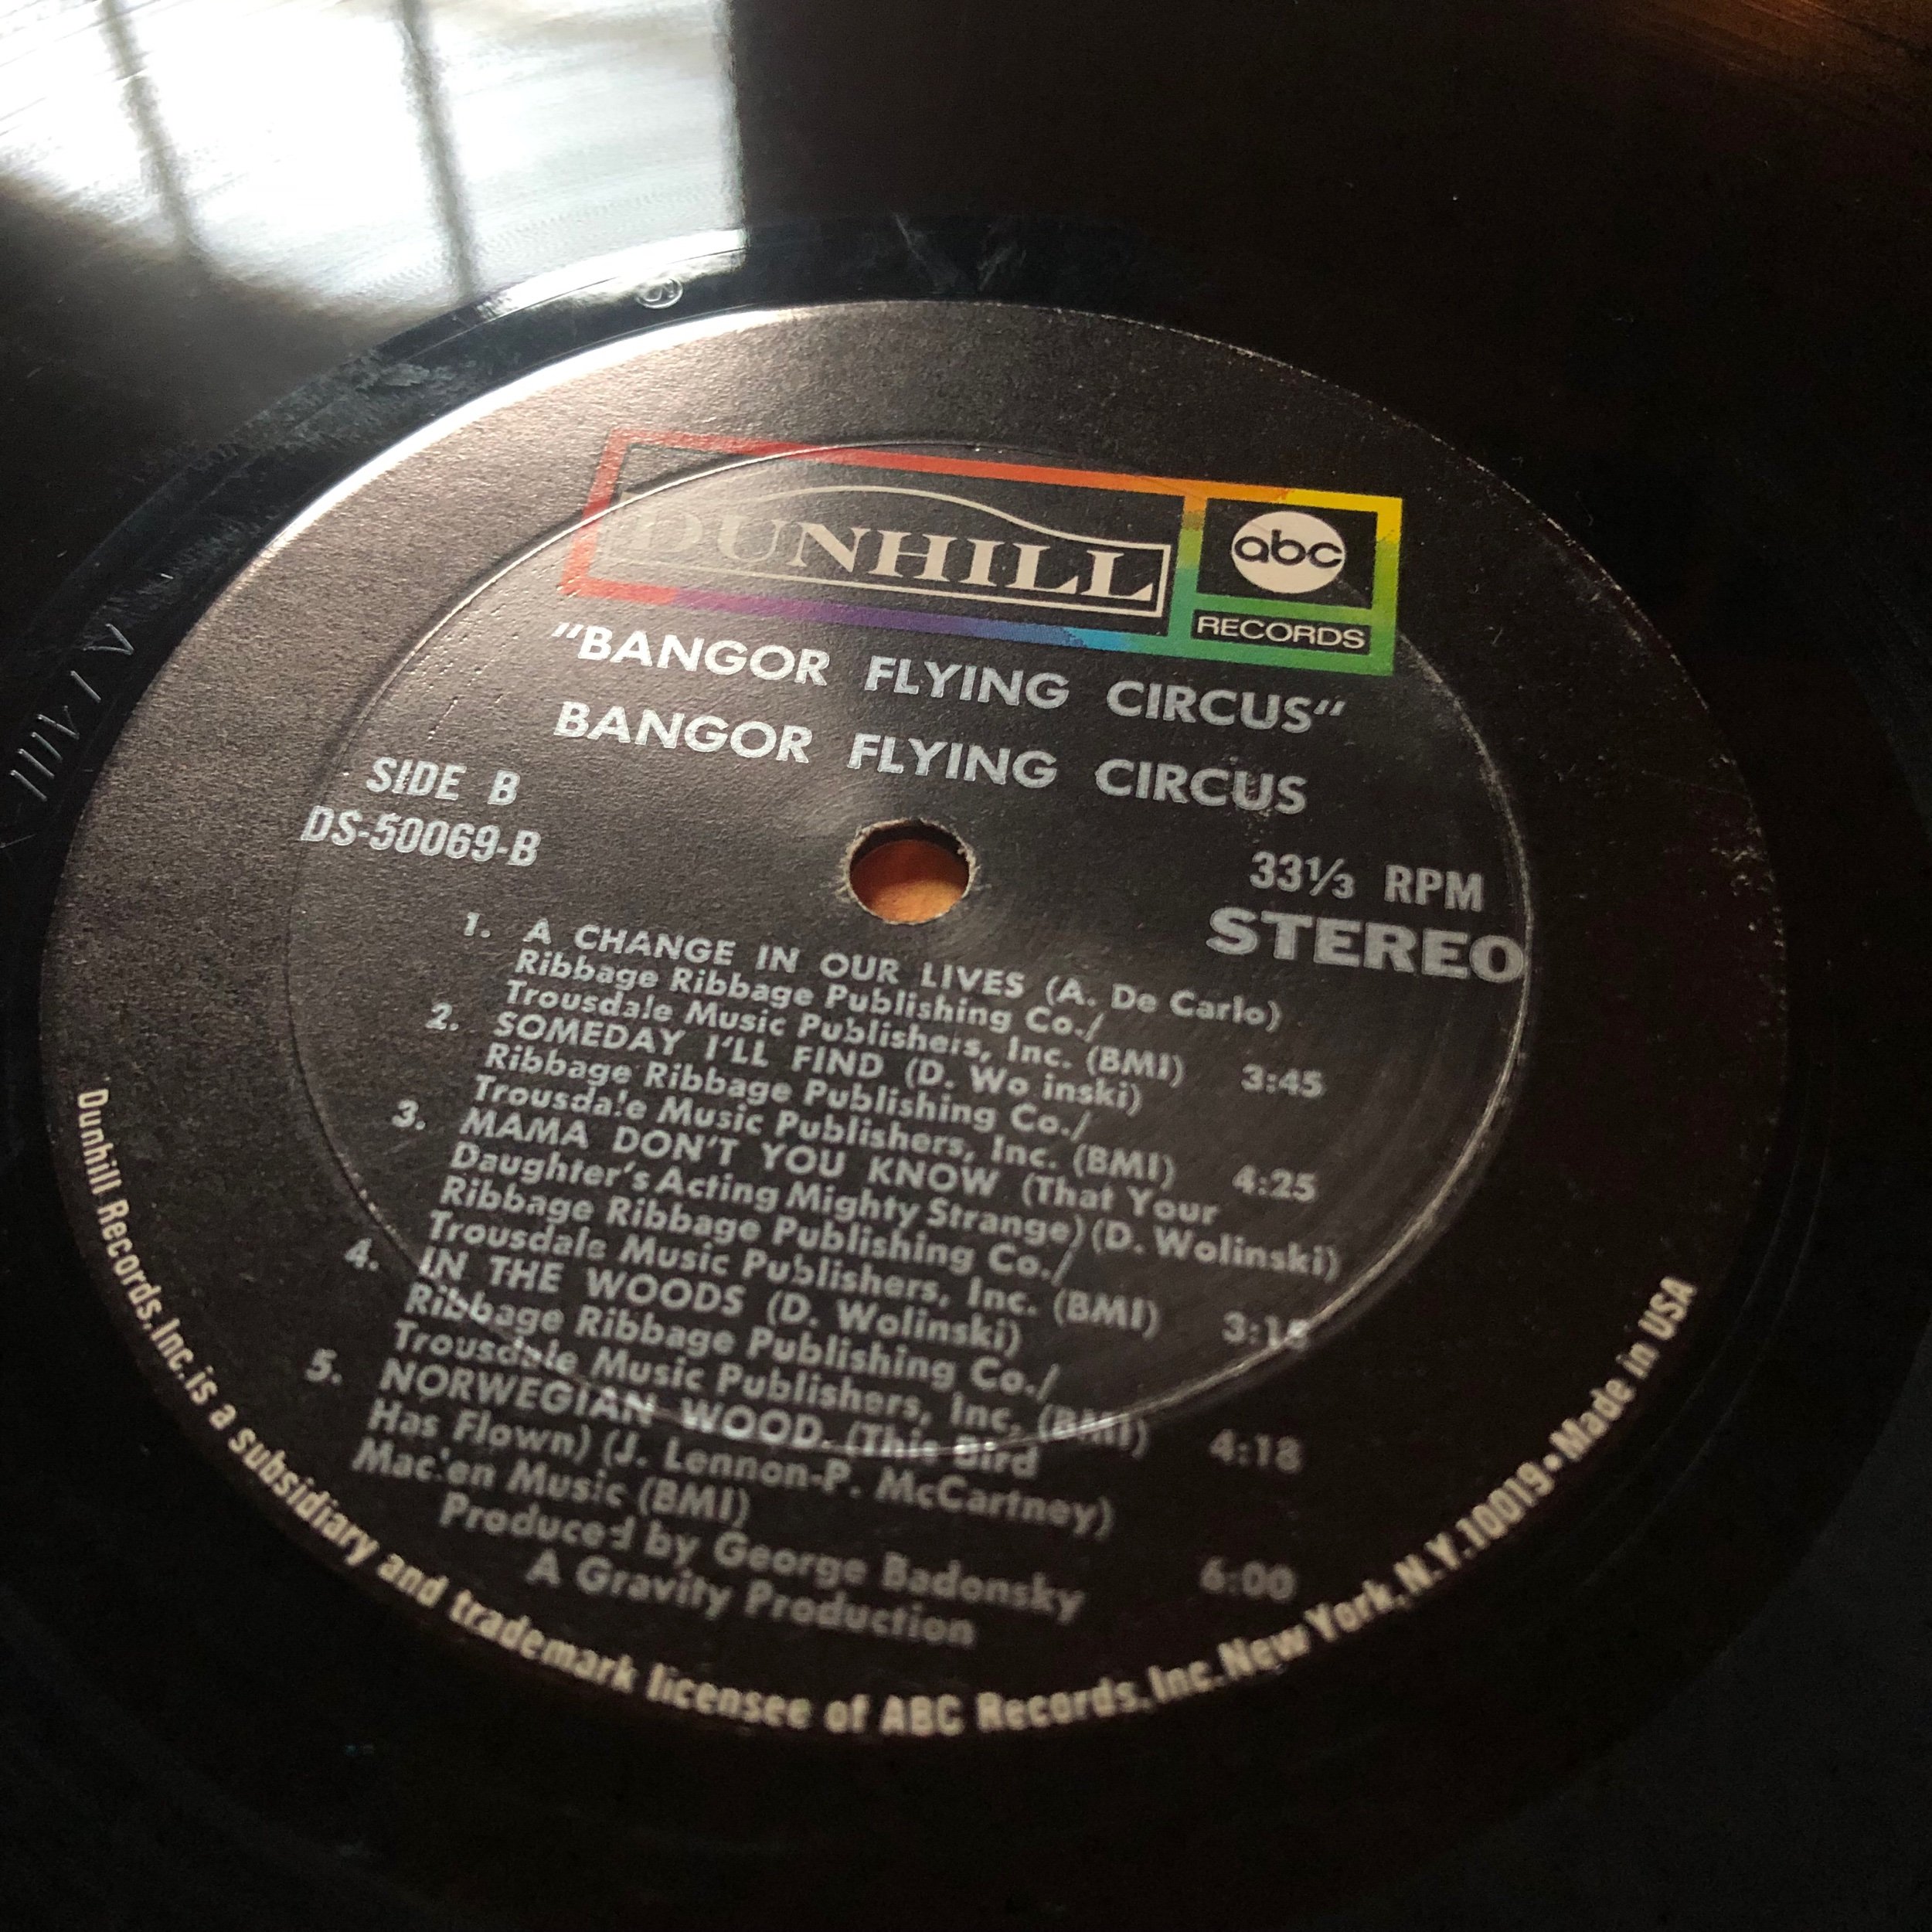 DUNHILL
abc
RECORDS
"BANGOR FLYING CIRCUS"
BANGOR FLYING CIRCUS
SIDE B
DS-50069-B
33⅓ RPM
STEREO
1. A CHANGE IN OUR LIVES (A. De Carlo)
Ribbage Ribbage Publishing Co./
Trousdale Music Publishers, Inc. (BMI) 3:45
2. SOMEDAY I'LL FIND (D. Wo inski)
Ribbage Ribbage Publishing Co./
Trousdale Music Publishers, Inc. (BMI) 4:25
3. MAMA DON'T YOU KNOW (That Your
Daughter's Acting Mighty Strange) (D. Wolinski)
Ribbage Ribbage Publishing Co./
Trousdale Music Publishers, Inc. (BMI)
4. IN THE WOODS (D. Wolinski)
Ribbage Ribbage Publishing Co./
Trousdale Music Publishers, Inc. (BMI) 4:18
5. NORWEGIAN WOOD (This Bird
Has Flown) (J. Lennon-P. McCartney)
Maclen Music (BMI) 6:00
Produced by George Badonsky
A Gravity Production
Dunhill Records, Inc. is a subsidiary and trademark licensee of ABC Records, Inc. New York, N.Y. 10019 • Made in USA